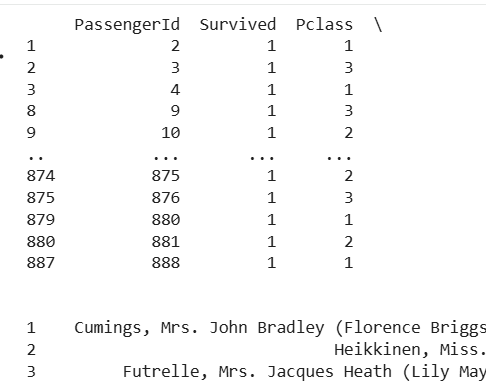 PassengerId Survived Pclass \
1 2 1 1
2 3 1 3
3 4 1 1
8 9 1 3
9 10 1 2
.. ... ... ...
874 875 1 2
875 876 1 3
879 880 1 1
880 881 1 2
887 888 1 1
1 Cumings, Mrs. John Bradley (Florence Briggs
2 Heikkinen, Miss.
3 Futrelle, Mrs. Jacques Heath (Lily May